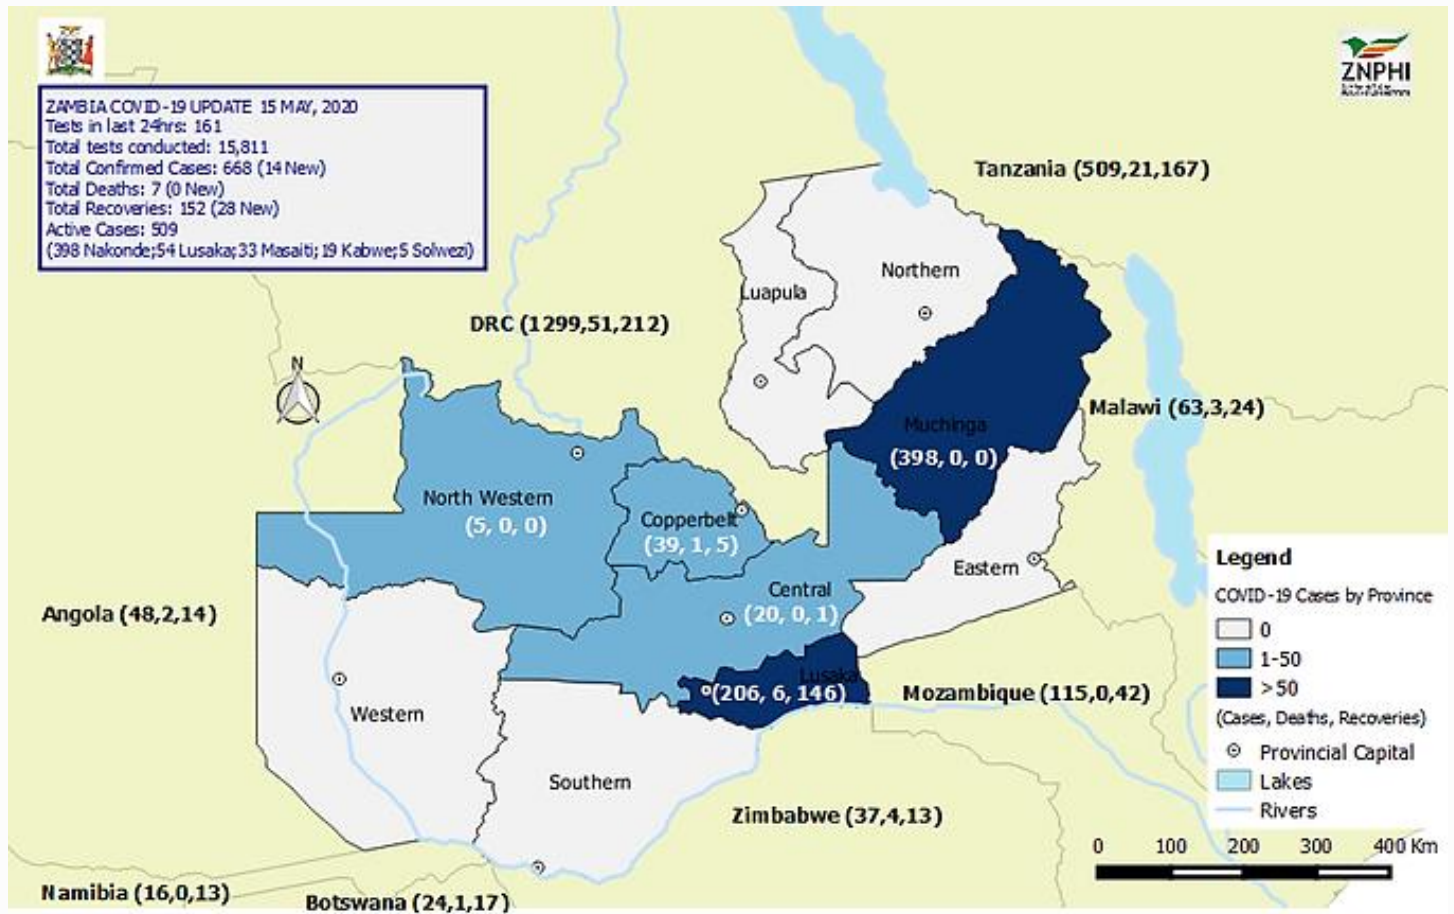 ZNPHI
ZAMBIA COVID-19 UPDATE 15 MAY, 2020
Tests in last 24hrs: 161
Total tests conducted: 15,811
Total Confirmed Cases: 668 (14 New)
Total Deaths: 7 (0 New)
Total Recoveries: 152 (28 New)
Active Cases: 509
(398 Nakonde;54 Lusaka;33 Masaiti;19 Kabwe;5 Solwezi)
Tanzania (509,21,167)
Northern
Luapula
DRC (1299,51,212)
N
Malawi (63,3,24)
Muchinga
(398, 0, 0)
North Western
(5, 0, 0)
Copperbelt
(39, 1, 5)
Eastern
Central
(20, 0, 1)
Angola (48,2,14)
Lusaka
(206, 6, 146)
Mozambique (115,0,42)
Western
Southern
Zimbabwe (37,4,13)
Namibia (16,0,13)
Botswana (24,1,17)
Legend
COVID-19 Cases by Province
0
1-50
>50
(Cases, Deaths, Recoveries)
Provincial Capital
Lakes
Rivers
0 100 200 300 400 Km